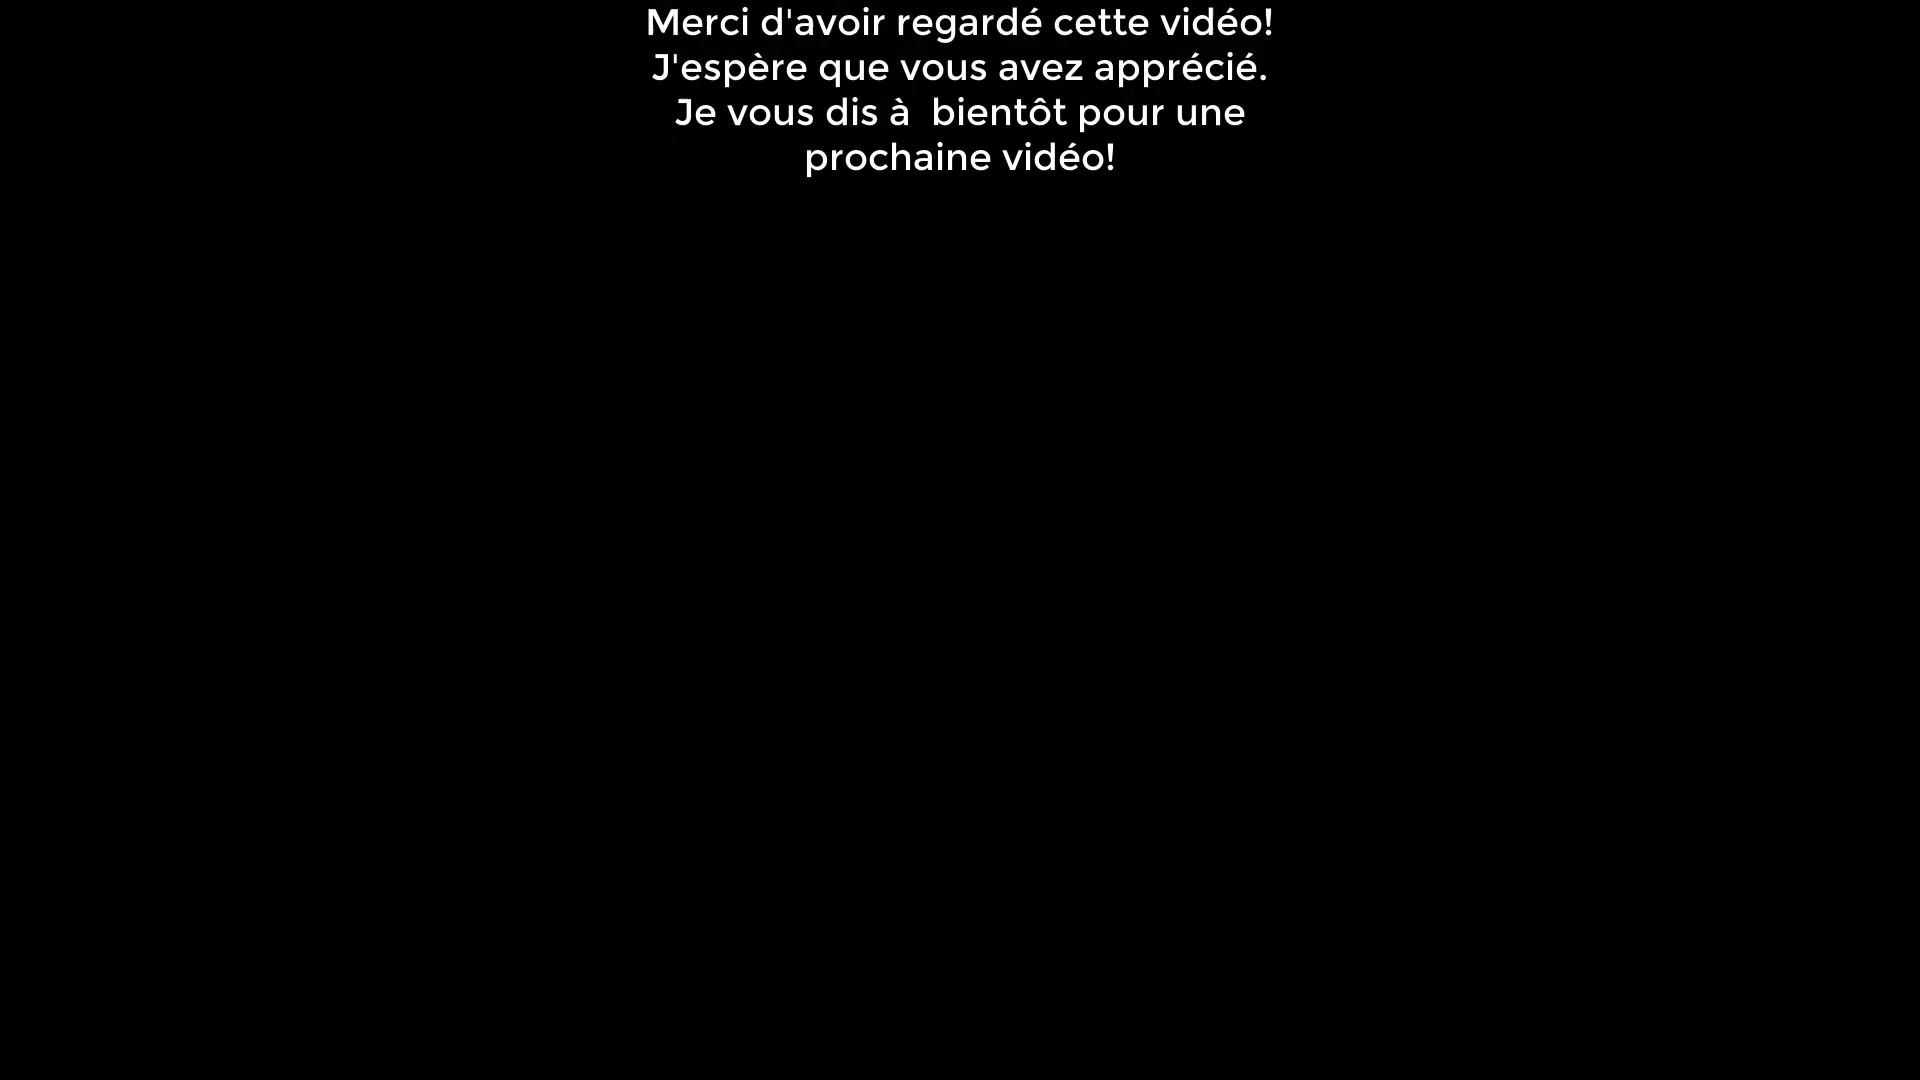 Merci d'avoir regardé cette vidéo!
J'espère que vous avez apprécié.
Je vous dis à  bientôt pour une
prochaine vidéo!